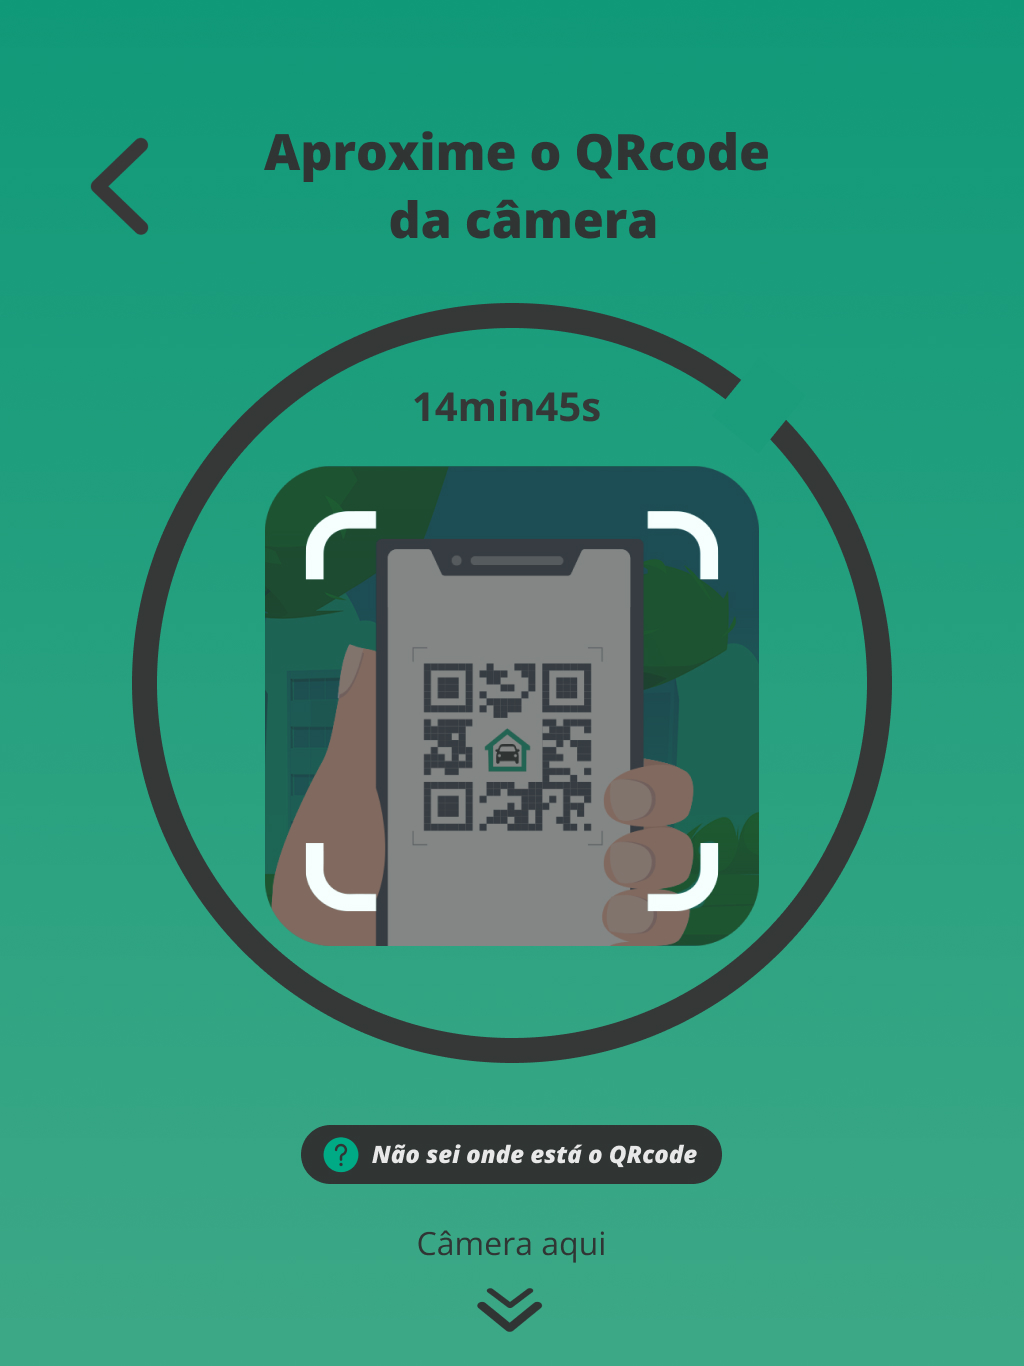 Aproxime o QRcode
da câmera
14min45s
Não sei onde está o QRcode
Câmera aqui